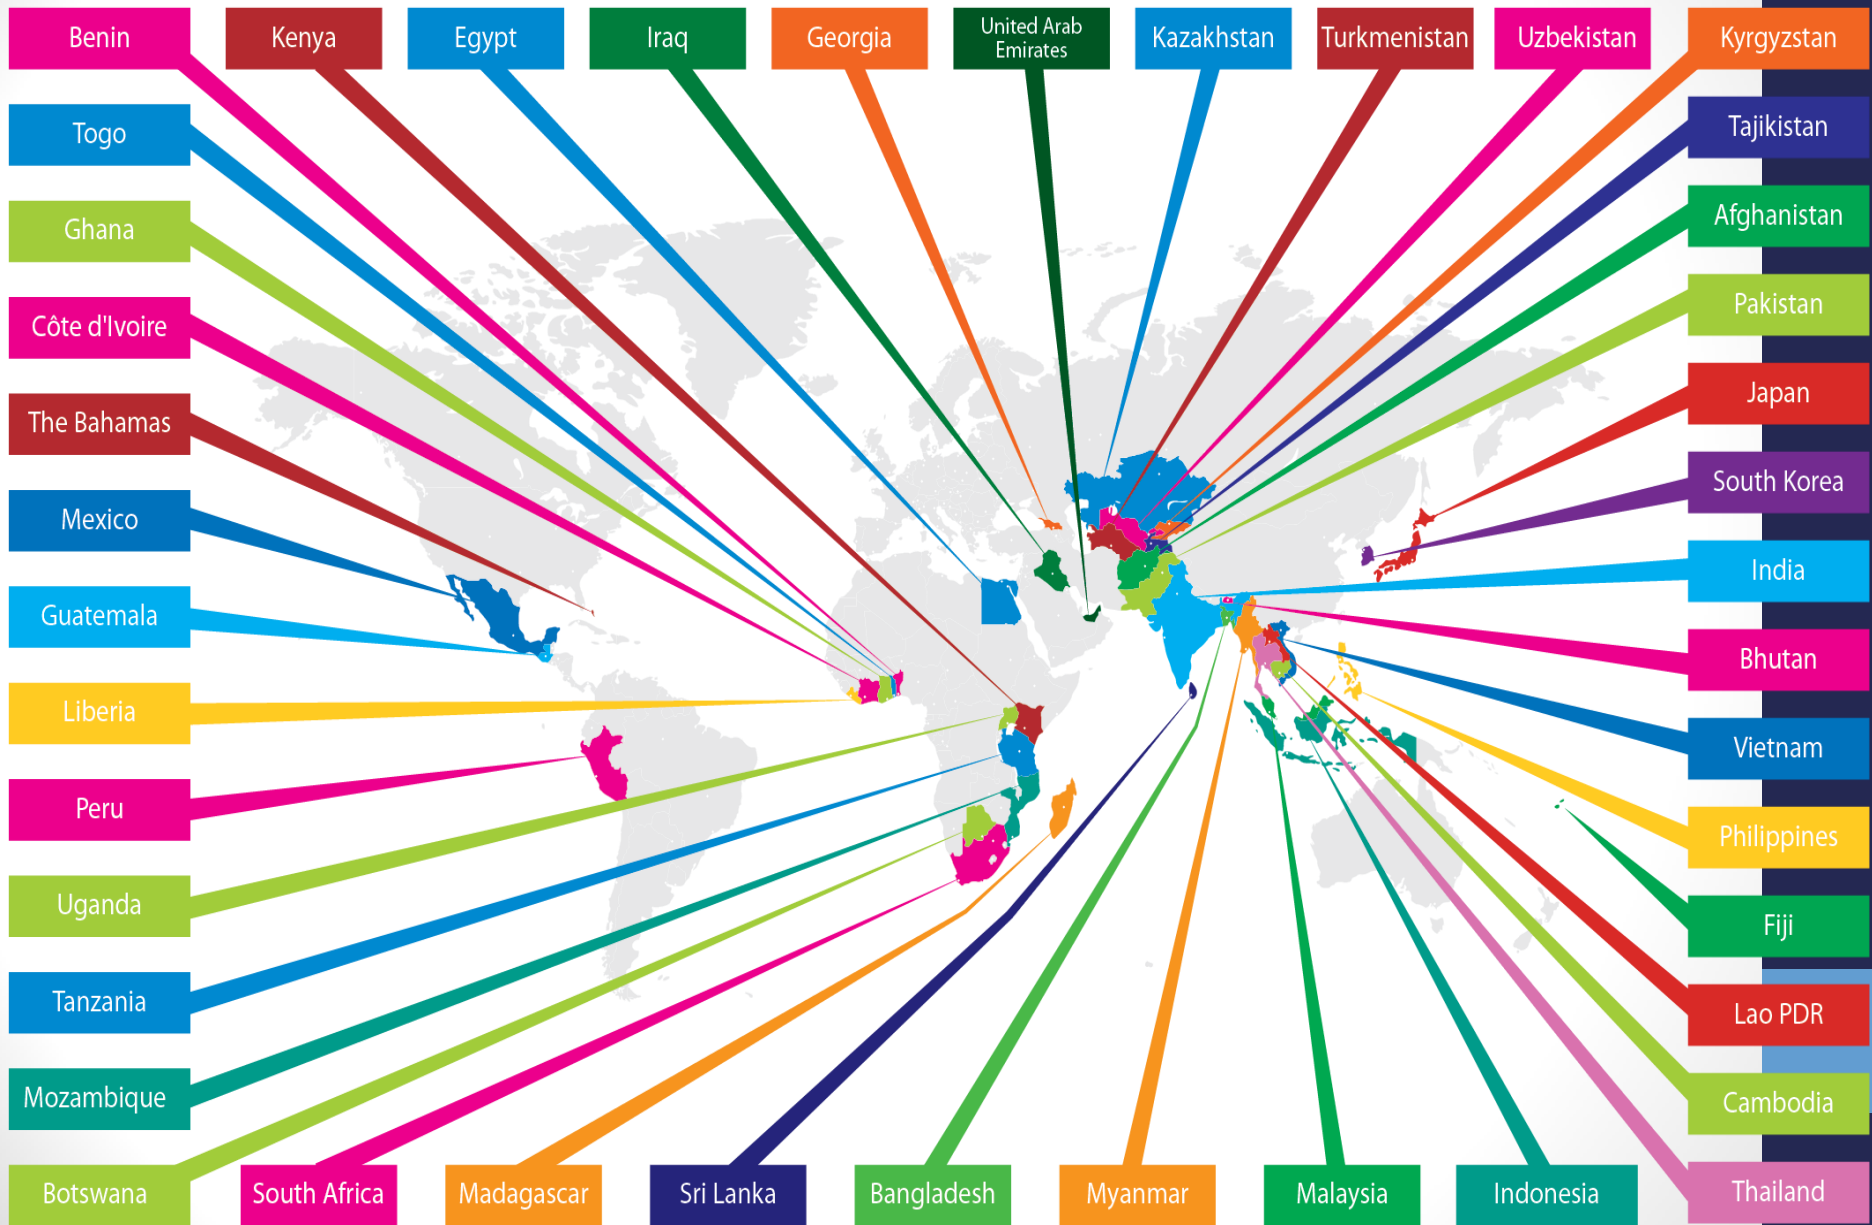 Benin
Kenya
Egypt
Iraq
Georgia
United Arab
Emirates
Kazakhstan
Turkmenistan
Uzbekistan
Kyrgyzstan
Togo
Tajikistan
Ghana
Afghanistan
Côte d'Ivoire
Pakistan
The Bahamas
Japan
Mexico
South Korea
Guatemala
India
Liberia
Bhutan
Peru
Vietnam
Uganda
Philippines
Tanzania
Fiji
Mozambique
Lao PDR
Botswana
Cambodia
South Africa
Madagascar
Sri Lanka
Bangladesh
Myanmar
Malaysia
Indonesia
Thailand